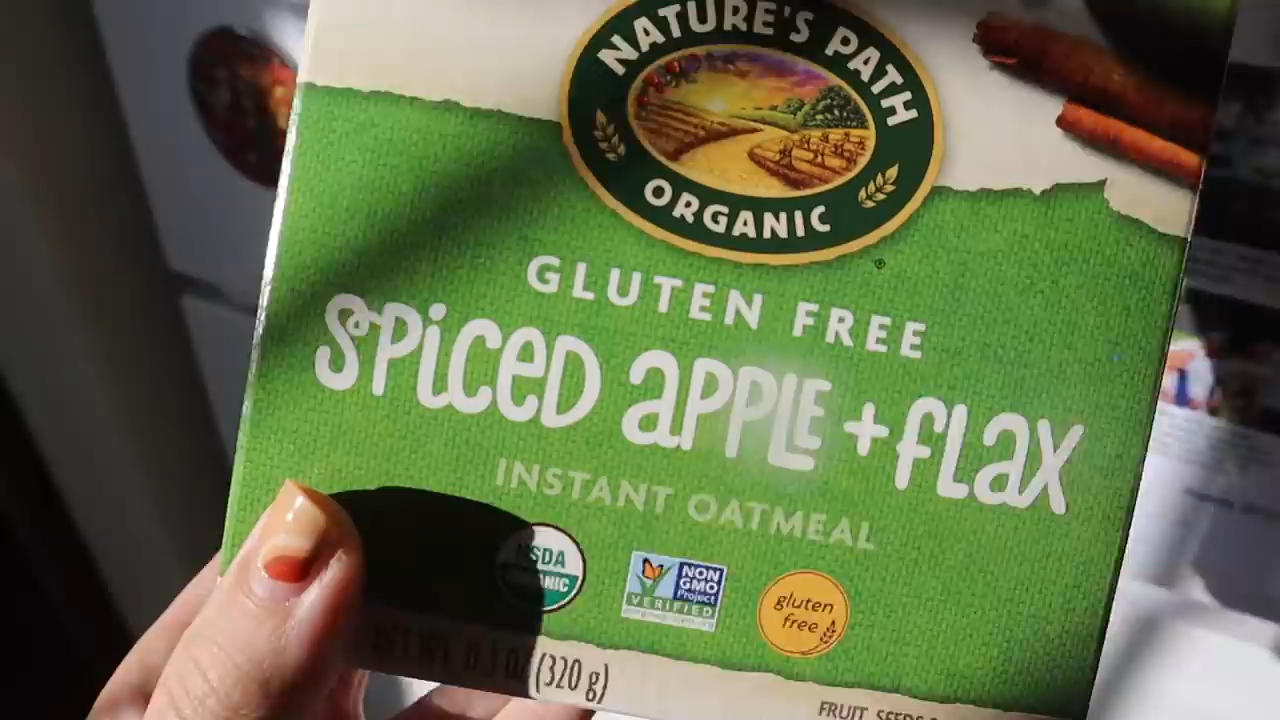 NATURE'S PATH
ORGANIC
®
GLUTEN FREE
SPiCED aPPLE + FLaX
INSTANT OATMEAL
USDA
NON
GMO
Project
VERIFIED
gluten
free
(320 g)
FRUIT, SEEDS